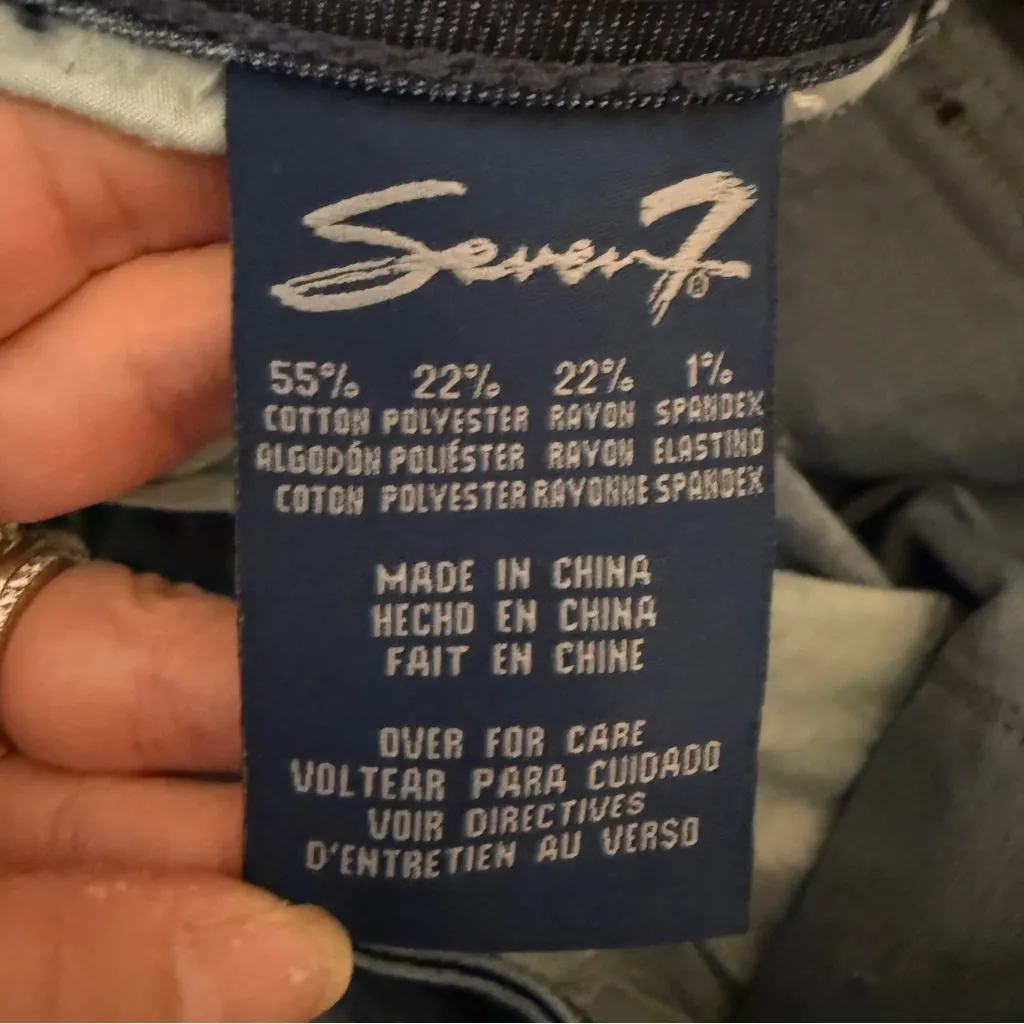 Seven7®
55% 22% 22% 1%
COTTON POLYESTER RAYON SPANDEX
ALGODÓN POLIÉSTER RAYON ELASTINO
COTON POLYESTER RAYONNE SPANDEX
MADE IN CHINA
HECHO EN CHINA
FAIT EN CHINE
OVER FOR CARE
VOLTEAR PARA CUIDADO
VOIR DIRECTIVES
D'ENTRETIEN AU VERSO